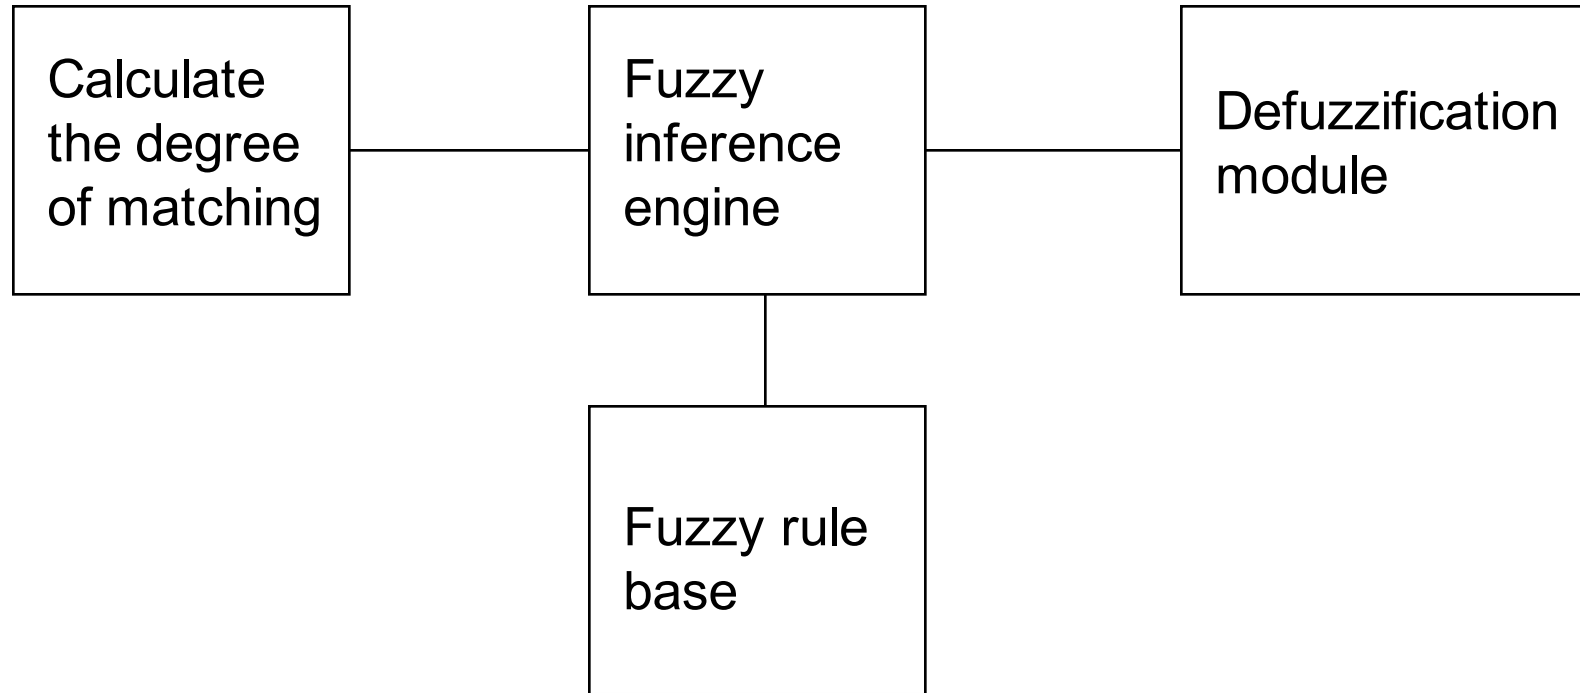 Calculate
the degree
of matching
Fuzzy
inference
engine
Defuzzification
module
Fuzzy rule
base